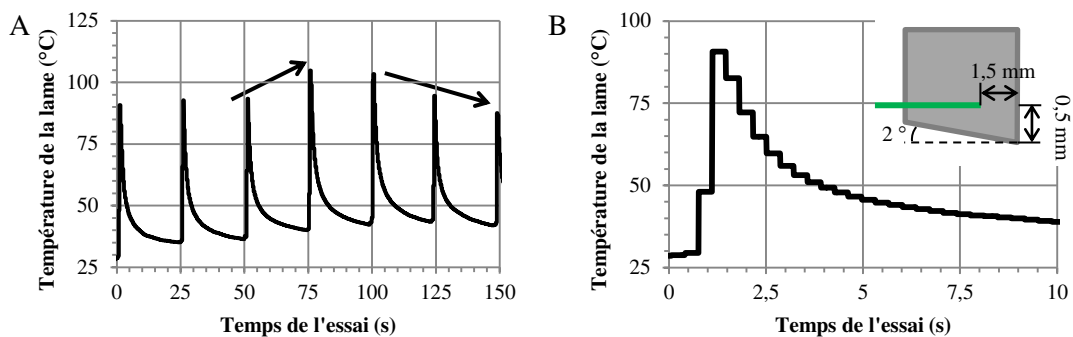 A
Température de la lame (°C)
125
100
75
50
25
0 25 50 75 100 125 150
Temps de l'essai (s)
B
Température de la lame (°C)
100
75
50
25
0 2,5 5 7,5 10
Temps de l'essai (s)
1,5 mm
0,5 mm
2 °